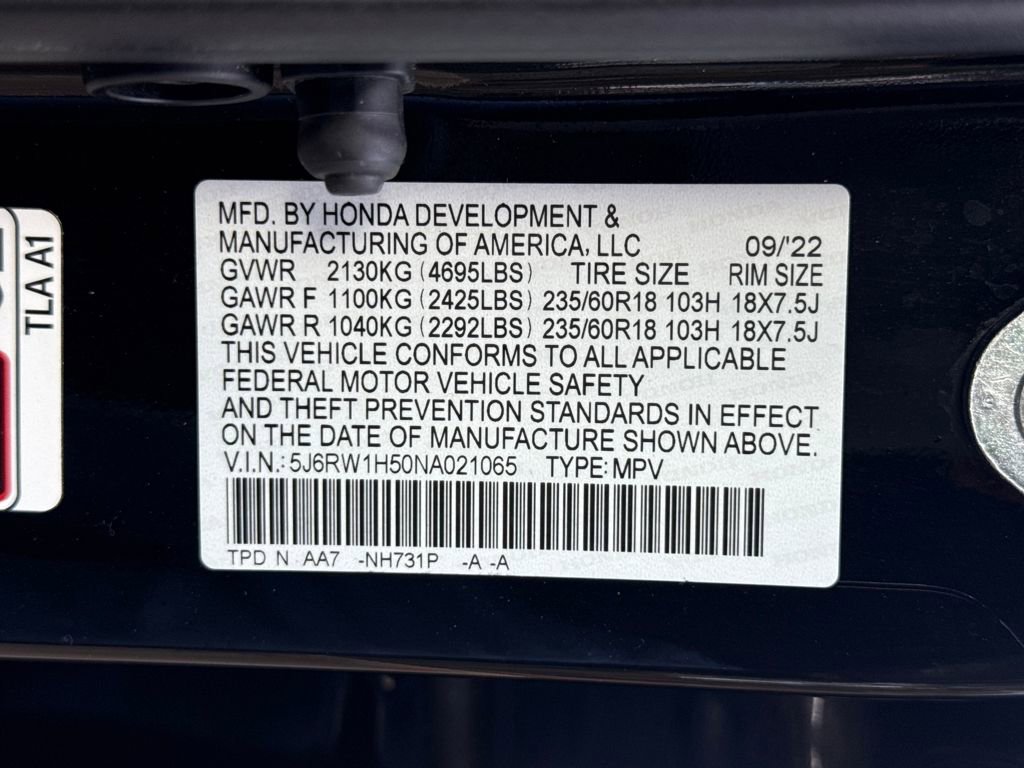 MFD. BY HONDA DEVELOPMENT &
MANUFACTURING OF AMERICA, LLC 09/'22
GVWR 2130KG (4695LBS) TIRE SIZE RIM SIZE
GAWR F 1100KG (2425LBS) 235/60R18 103H 18X7.5J
GAWR R 1040KG (2292LBS) 235/60R18 103H 18X7.5J
THIS VEHICLE CONFORMS TO ALL APPLICABLE
FEDERAL MOTOR VEHICLE SAFETY
AND THEFT PREVENTION STANDARDS IN EFFECT
ON THE DATE OF MANUFACTURE SHOWN ABOVE.
V.I.N.: 5J6RW1H50NA021065 TYPE: MPV
TPD N AA7 -NH731P -A -A
TLA A1